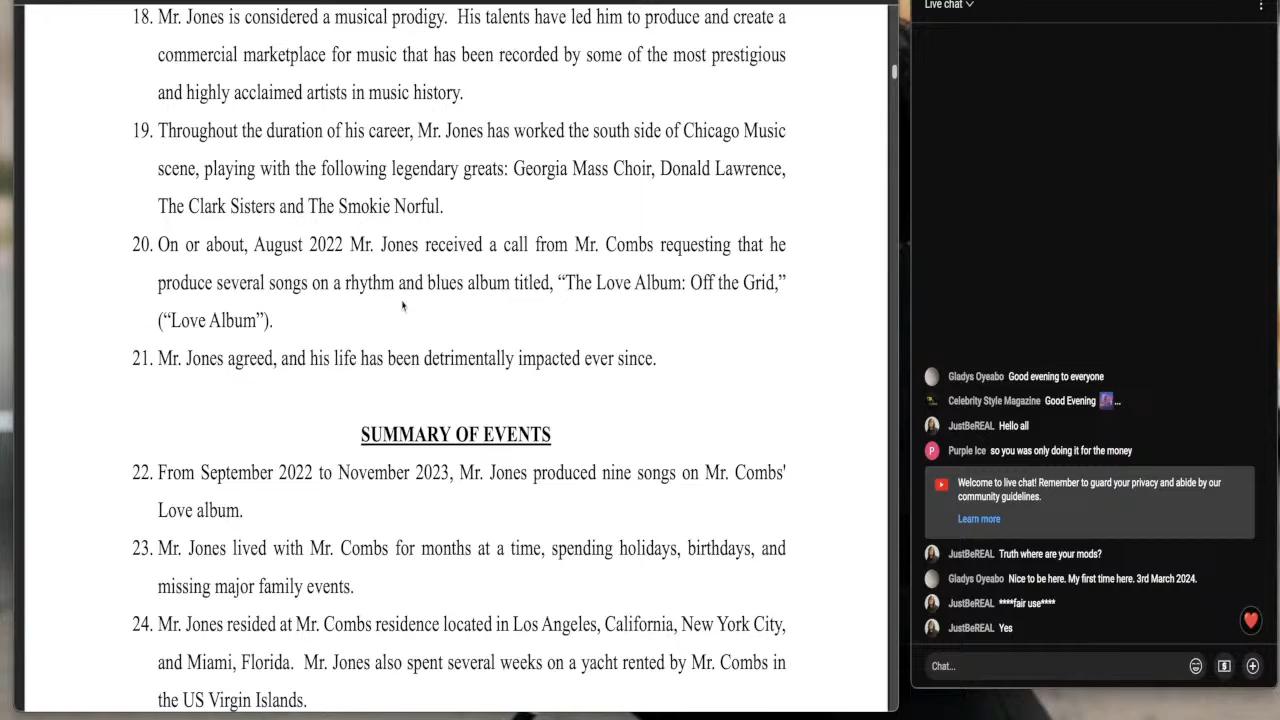 18. Mr. Jones is considered a musical prodigy. His talents have led him to produce and create a
commercial marketplace for music that has been recorded by some of the most prestigious
and highly acclaimed artists in music history.
19. Throughout the duration of his career, Mr. Jones has worked the south side of Chicago Music
scene, playing with the following legendary greats: Georgia Mass Choir, Donald Lawrence,
The Clark Sisters and The Smokie Norful.
20. On or about, August 2022 Mr. Jones received a call from Mr. Combs requesting that he
produce several songs on a rhythm and blues album titled, “The Love Album: Off the Grid,”
(“Love Album”).
21. Mr. Jones agreed, and his life has been detrimentally impacted ever since.
SUMMARY OF EVENTS
22. From September 2022 to November 2023, Mr. Jones produced nine songs on Mr. Combs'
Love album.
23. Mr. Jones lived with Mr. Combs for months at a time, spending holidays, birthdays, and
missing major family events.
24. Mr. Jones resided at Mr. Combs residence located in Los Angeles, California, New York City,
and Miami, Florida. Mr. Jones also spent several weeks on a yacht rented by Mr. Combs in
the US Virgin Islands.
Live chat
Gladys Oyeabo Good evening to everyone
Celebrity Style Magazine Good Evening ...
JustBeREAL Hello all
P Purple Ice so you was only doing it for the money
Welcome to live chat! Remember to guard your privacy and abide by our
community guidelines.
Learn more
JustBeREAL Truth where are your mods?
Gladys Oyeabo Nice to be here. My first time here. 3rd March 2024.
JustBeREAL ****fair use****
JustBeREAL Yes
Chat...